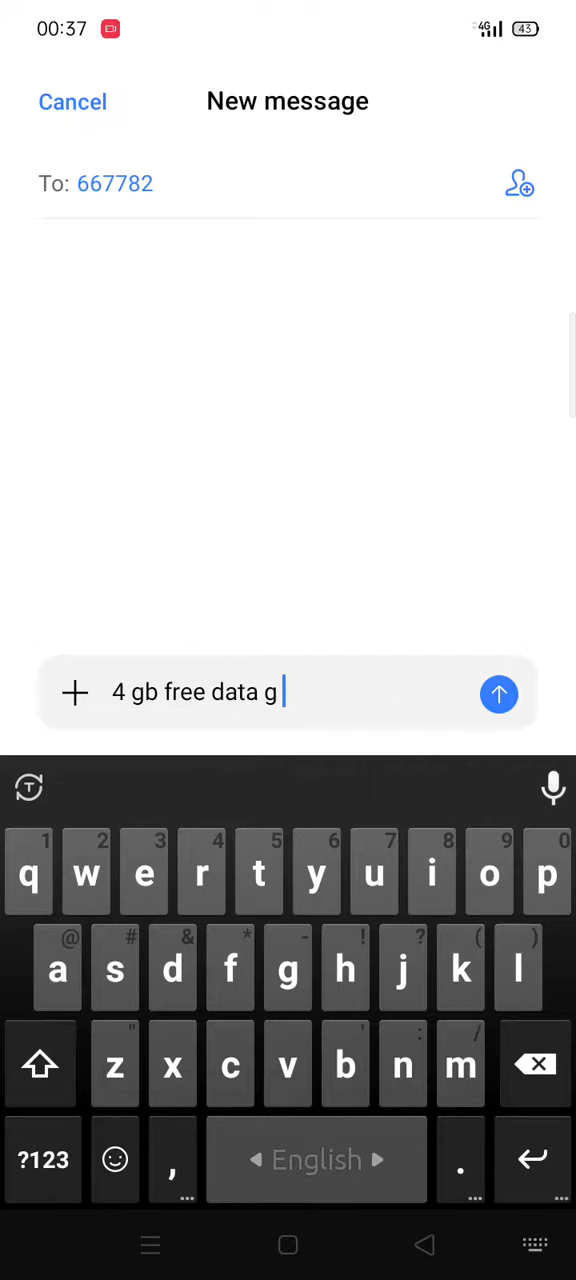 00:37 4G 43
Cancel New message
To: 667782
4 gb free data g
1 2 3 4 5 6 7 8 9 0
q w e r t y u i o p
@ # & * - ! ? ( )
a s d f g h j k l
" ' : /
z x c v b n m
?123 , English .